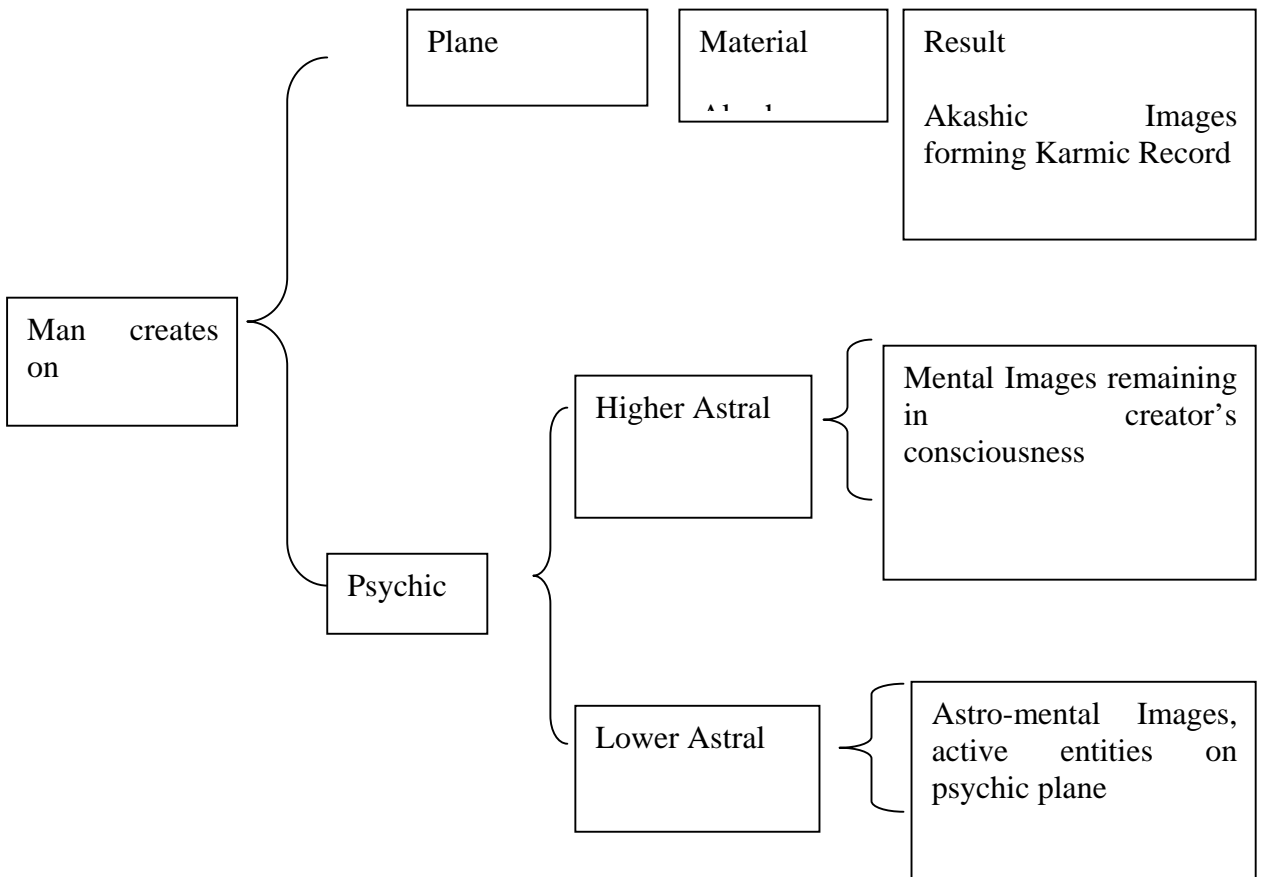 Plane
Material
Result
Akashic Images
forming Karmic Record
Man creates
on
Higher Astral
Mental Images remaining
in creator’s
consciousness
Psychic
Lower Astral
Astro-mental Images,
active entities on
psychic plane